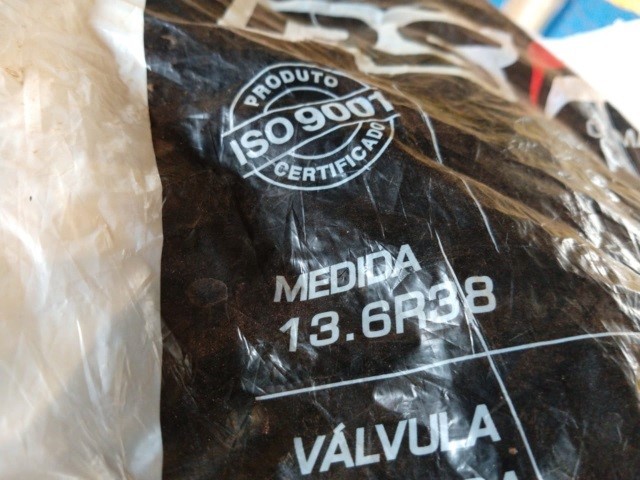 PRODUTO
ISO 9001
CERTIFICADO
MEDIDA
13.6R38
VÁLVULA